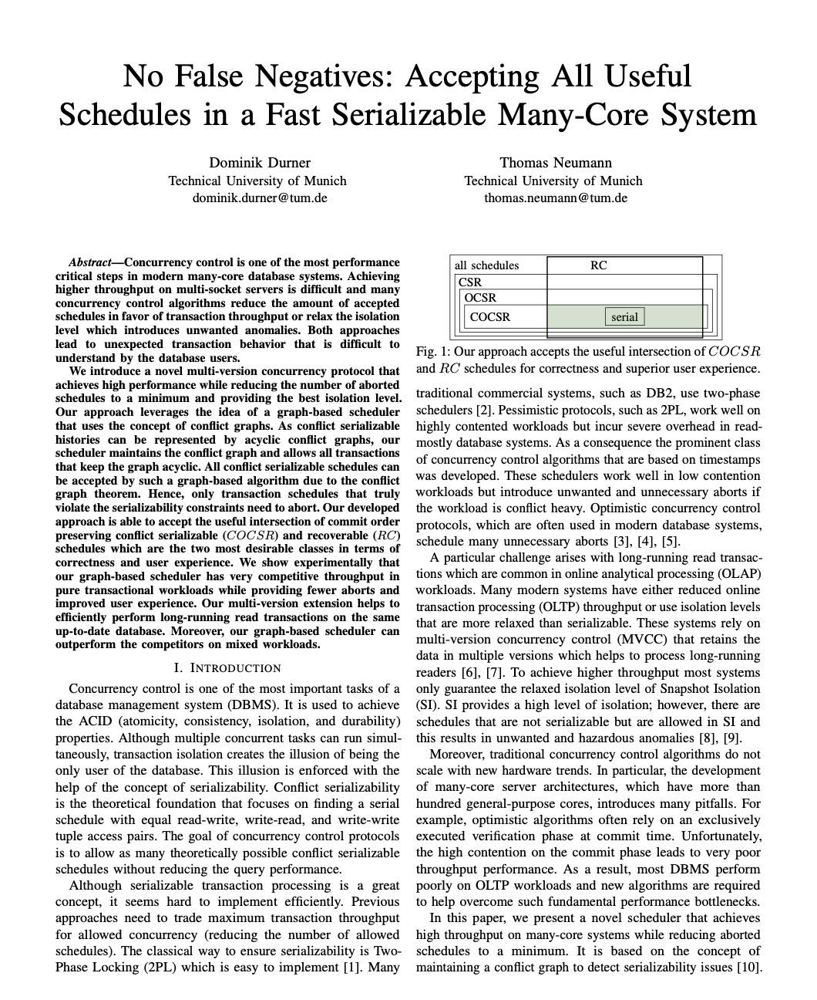 No False Negatives: Accepting All Useful
Schedules in a Fast Serializable Many-Core System
Dominik Durner
Technical University of Munich
dominik.durner@tum.de
Thomas Neumann
Technical University of Munich
thomas.neumann@tum.de
Abstract—Concurrency control is one of the most performance
critical steps in modern many-core database systems. Achieving
higher throughput on multi-socket servers is difficult and many
concurrency control algorithms reduce the amount of accepted
schedules in favor of transaction throughput or relax the isolation
level which introduces unwanted anomalies. Both approaches
lead to unexpected transaction behavior that is difficult to
understand by the database users.
We introduce a novel multi-version concurrency protocol that
achieves high performance while reducing the number of aborted
schedules to a minimum and providing the best isolation level.
Our approach leverages the idea of a graph-based scheduler
that uses the concept of conflict graphs. As conflict serializable
histories can be represented by acyclic conflict graphs, our
scheduler maintains the conflict graph and allows all transactions
that keep the graph acyclic. All conflict serializable schedules can
be accepted by such a graph-based algorithm due to the conflict
graph theorem. Hence, only transaction schedules that truly
violate the serializability constraints need to abort. Our developed
approach is able to accept the useful intersection of commit order
preserving conflict serializable (COCSR) and recoverable (RC)
schedules which are the two most desirable classes in terms of
correctness and user experience. We show experimentally that
our graph-based scheduler has very competitive throughput in
pure transactional workloads while providing fewer aborts and
improved user experience. Our multi-version extension helps to
efficiently perform long-running read transactions on the same
up-to-date database. Moreover, our graph-based scheduler can
outperform the competitors on mixed workloads.
I. INTRODUCTION
Concurrency control is one of the most important tasks of a
database management system (DBMS). It is used to achieve
the ACID (atomicity, consistency, isolation, and durability)
properties. Although multiple concurrent tasks can run simul-
taneously, transaction isolation creates the illusion of being the
only user of the database. This illusion is enforced with the
help of the concept of serializability. Conflict serializability
is the theoretical foundation that focuses on finding a serial
schedule with equal read-write, write-read, and write-write
tuple access pairs. The goal of concurrency control protocols
is to allow as many theoretically possible conflict serializable
schedules without reducing the query performance.
Although serializable transaction processing is a great
concept, it seems hard to implement efficiently. Previous
approaches need to trade maximum transaction throughput
for allowed concurrency (reducing the number of allowed
schedules). The classical way to ensure serializability is Two-
Phase Locking (2PL) which is easy to implement [1]. Many
all schedules
RC
CSR
OCSR
COCSR
serial
Fig. 1: Our approach accepts the useful intersection of COCSR
and RC schedules for correctness and superior user experience.
traditional commercial systems, such as DB2, use two-phase
schedulers [2]. Pessimistic protocols, such as 2PL, work well on
highly contented workloads but incur severe overhead in read-
mostly database systems. As a consequence the prominent class
of concurrency control algorithms that are based on timestamps
was developed. These schedulers work well in low contention
workloads but introduce unwanted and unnecessary aborts if
the workload is conflict heavy. Optimistic concurrency control
protocols, which are often used in modern database systems,
schedule many unnecessary aborts [3], [4], [5].
A particular challenge arises with long-running read transac-
tions which are common in online analytical processing (OLAP)
workloads. Many modern systems have either reduced online
transaction processing (OLTP) throughput or use isolation levels
that are more relaxed than serializable. These systems rely on
multi-version concurrency control (MVCC) that retains the
data in multiple versions which helps to process long-running
readers [6], [7]. To achieve higher throughput most systems
only guarantee the relaxed isolation level of Snapshot Isolation
(SI). SI provides a high level of isolation; however, there are
schedules that are not serializable but are allowed in SI and
this results in unwanted and hazardous anomalies [8], [9].
Moreover, traditional concurrency control algorithms do not
scale with new hardware trends. In particular, the development
of many-core server architectures, which have more than
hundred general-purpose cores, introduces many pitfalls. For
example, optimistic algorithms often rely on an exclusively
executed verification phase at commit time. Unfortunately,
the high contention on the commit phase leads to very poor
throughput performance. As a result, most DBMS perform
poorly on OLTP workloads and new algorithms are required
to help overcome such fundamental performance bottlenecks.
In this paper, we present a novel scheduler that achieves
high throughput on many-core systems while reducing aborted
schedules to a minimum. It is based on the concept of
maintaining a conflict graph to detect serializability issues [10].